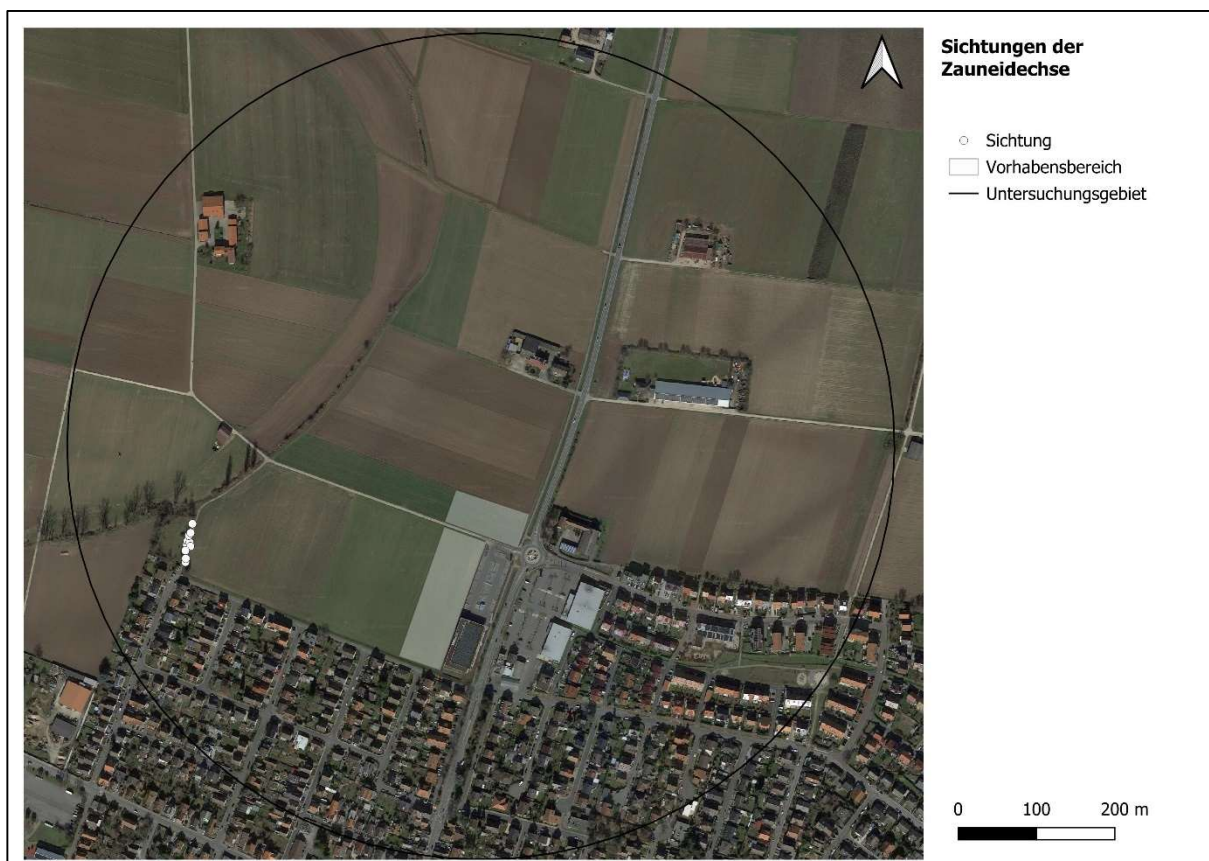 Sichtungen der
Zauneidechse
Sichtung
Vorhabensbereich
Untersuchungsgebiet
0 100 200 m